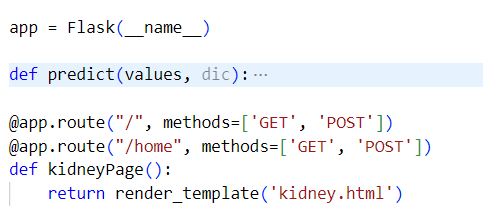 app = Flask(__name__)
def predict(values, dic):···
@app.route("/", methods=['GET', 'POST'])
@app.route("/home", methods=['GET', 'POST'])
def kidneyPage():
    return render_template('kidney.html')